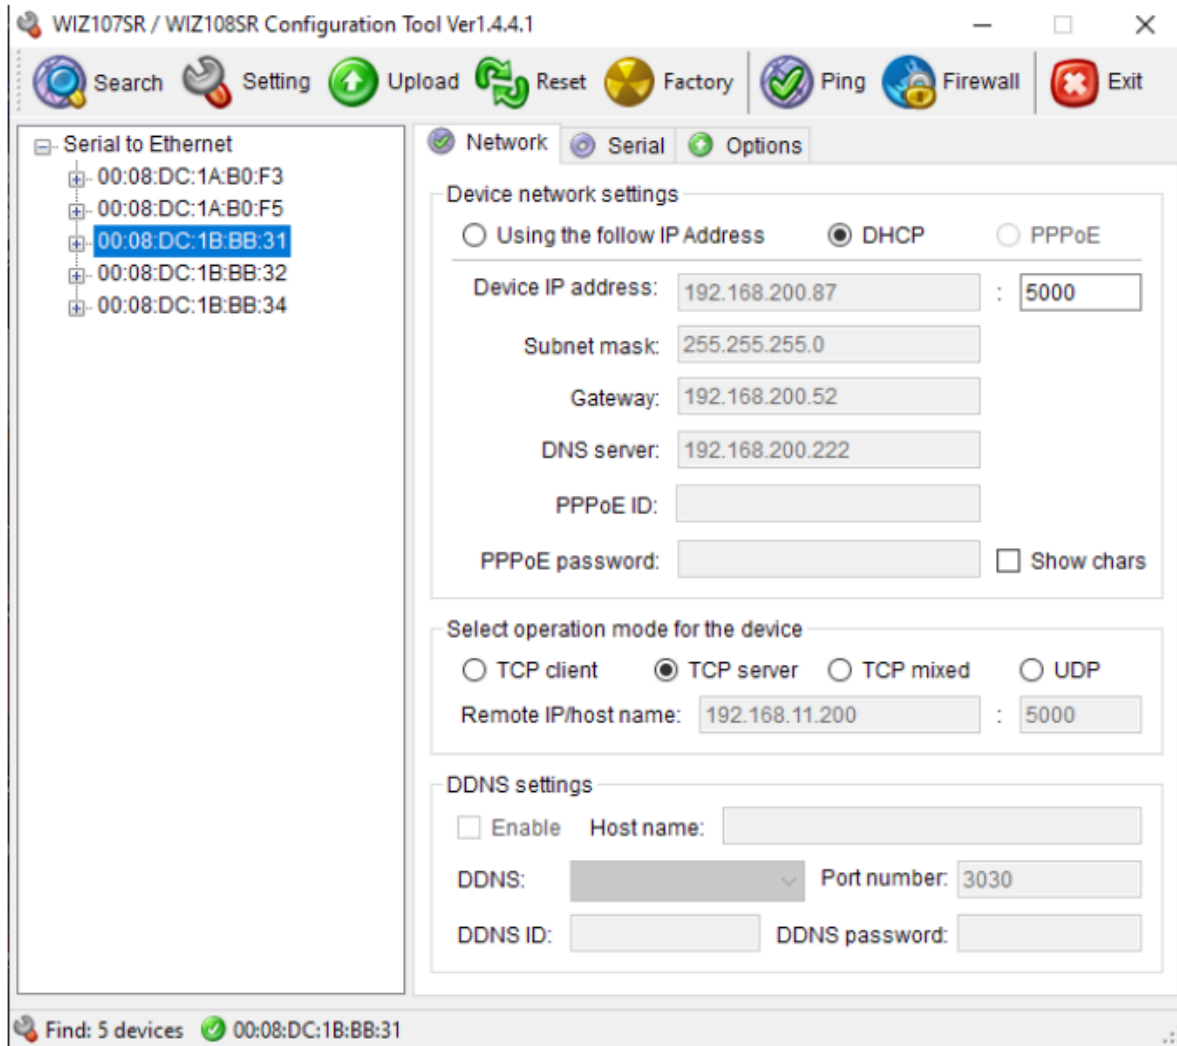 WIZ107SR / WIZ108SR Configuration Tool Ver1.4.4.1
Search Setting Upload Reset Factory Ping Firewall Exit
Serial to Ethernet
00:08:DC:1A:B0:F3
00:08:DC:1A:B0:F5
00:08:DC:1B:BB:31
00:08:DC:1B:BB:32
00:08:DC:1B:BB:34
Network Serial Options
Device network settings
Using the follow IP Address DHCP PPPoE
Device IP address: 192.168.200.87 : 5000
Subnet mask: 255.255.255.0
Gateway: 192.168.200.52
DNS server: 192.168.200.222
PPPoE ID:
PPPoE password: Show chars
Select operation mode for the device
TCP client TCP server TCP mixed UDP
Remote IP/host name: 192.168.11.200 : 5000
DDNS settings
Enable Host name:
DDNS: Port number: 3030
DDNS ID: DDNS password:
Find: 5 devices 00:08:DC:1B:BB:31